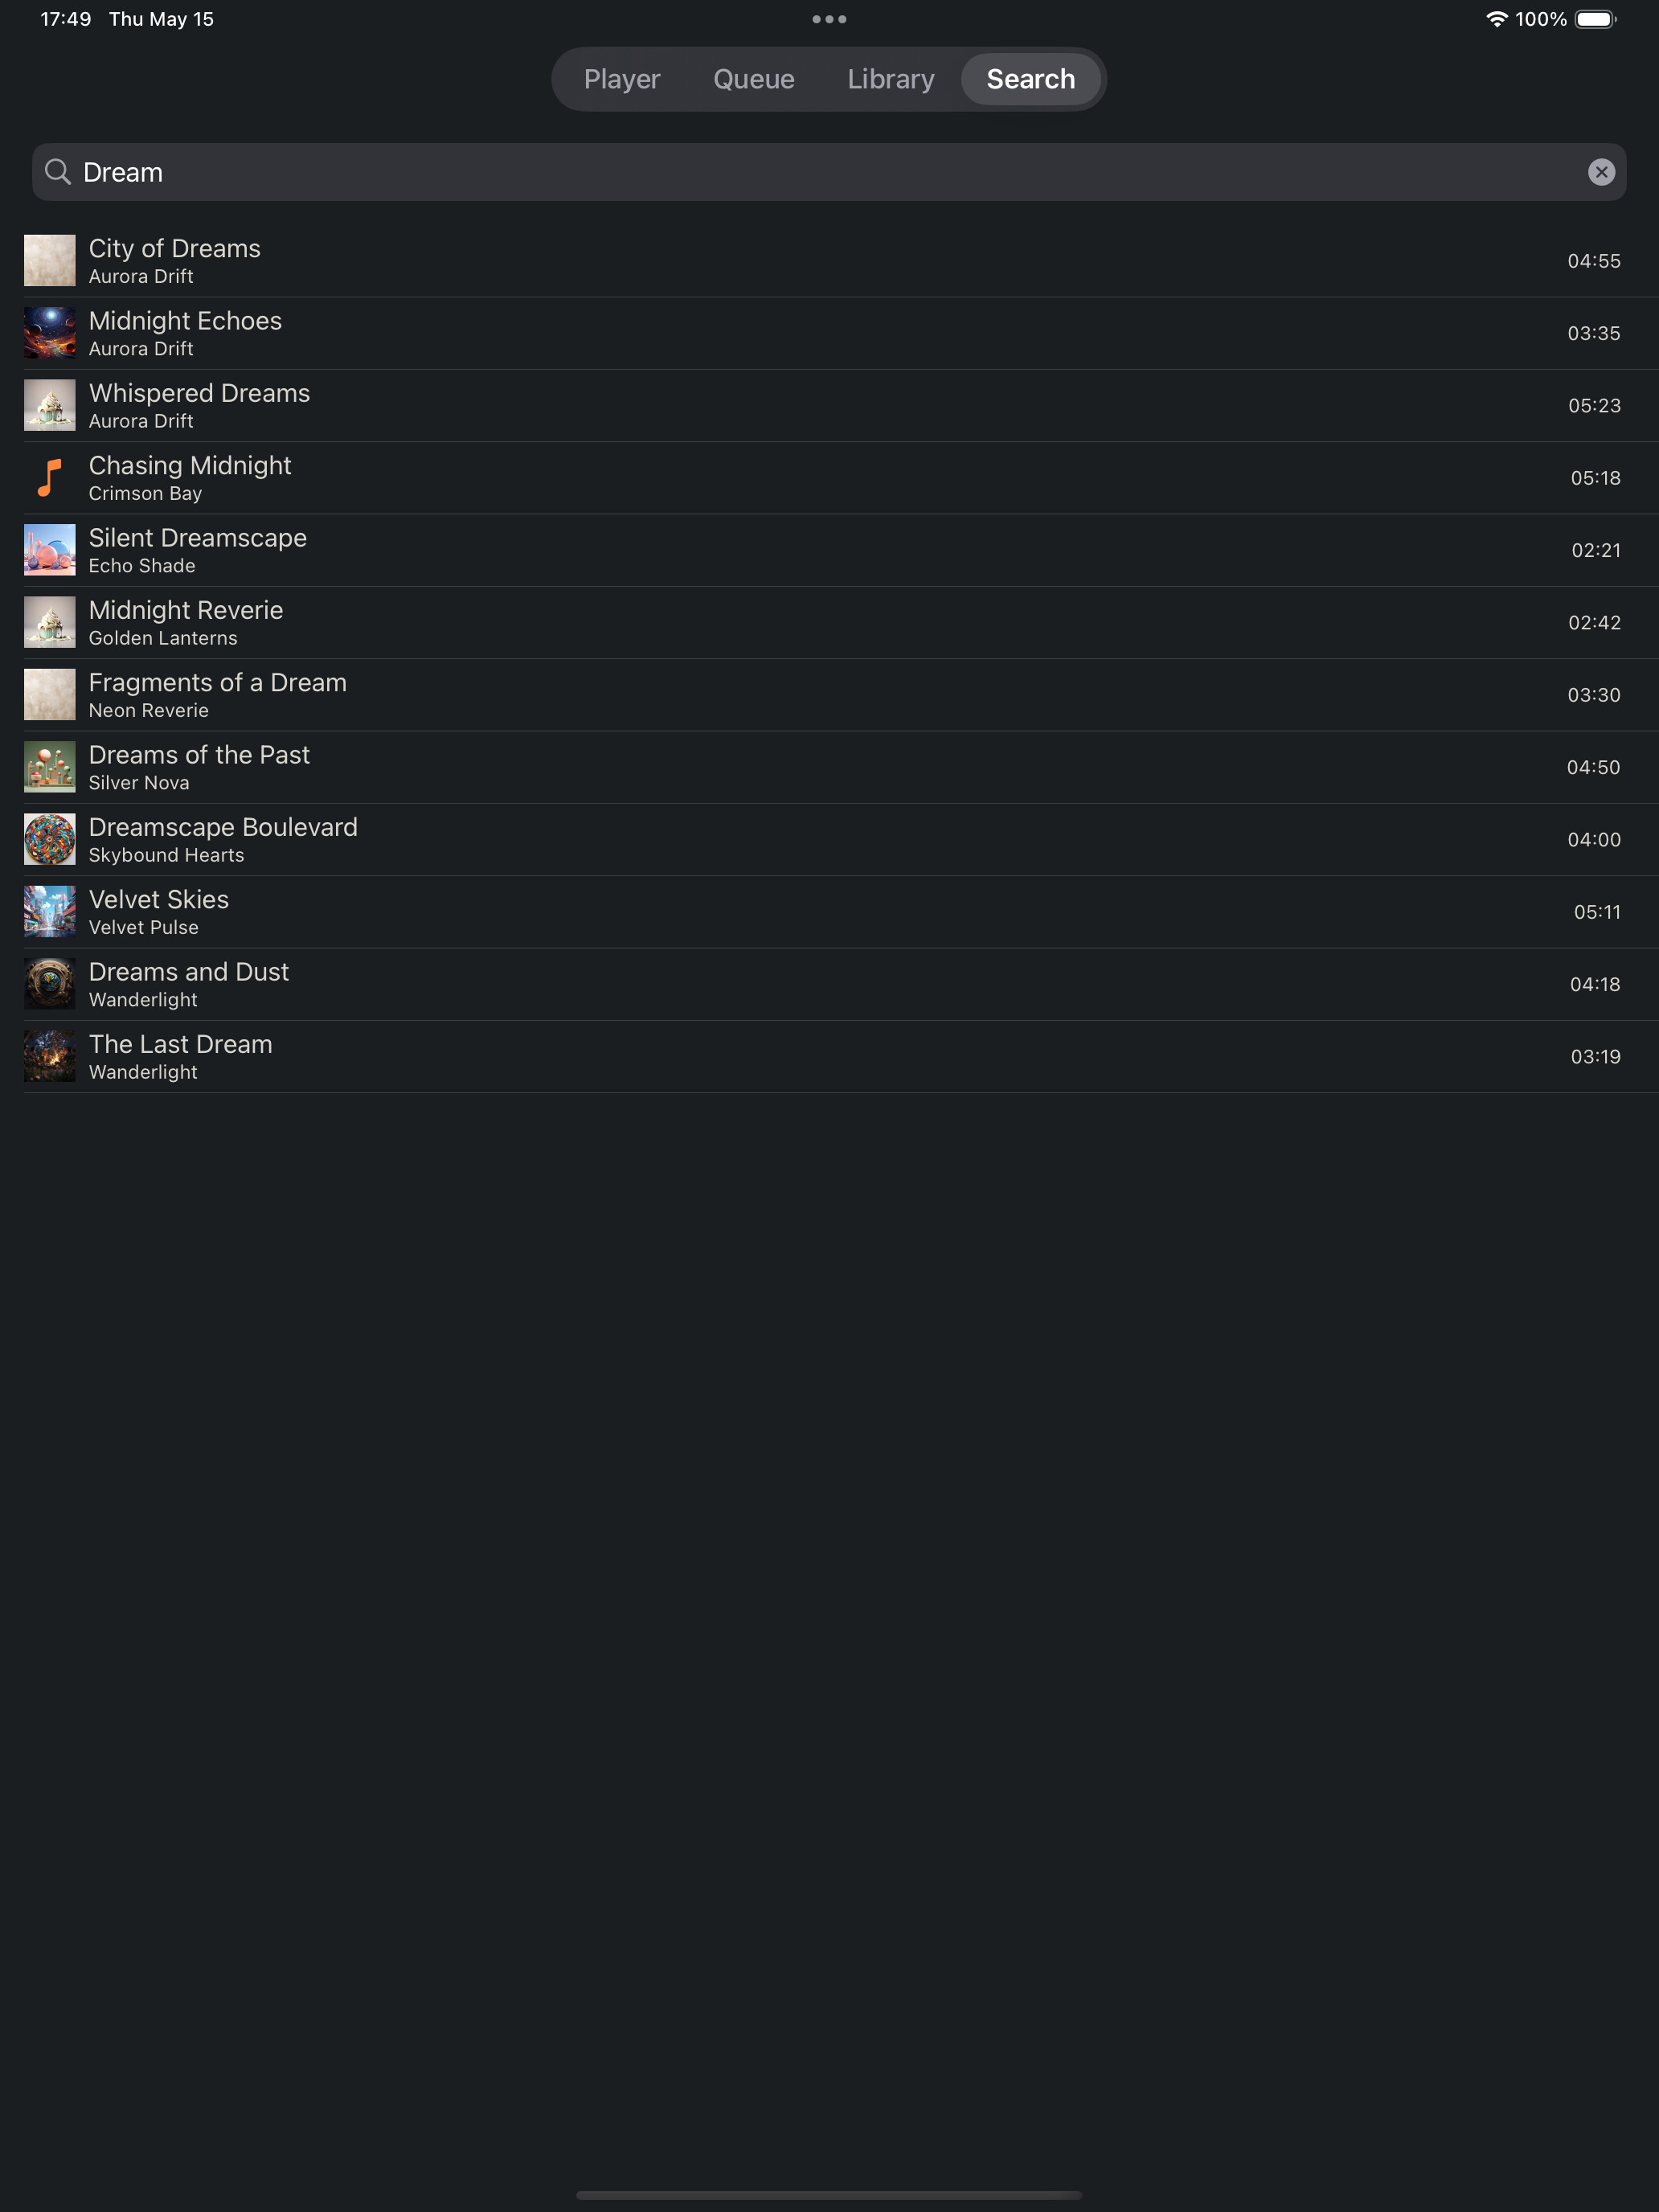 17:49 Thu May 15 100%
Player Queue Library Search
Dream
City of Dreams
Aurora Drift
04:55
Midnight Echoes
Aurora Drift
03:35
Whispered Dreams
Aurora Drift
05:23
Chasing Midnight
Crimson Bay
05:18
Silent Dreamscape
Echo Shade
02:21
Midnight Reverie
Golden Lanterns
02:42
Fragments of a Dream
Neon Reverie
03:30
Dreams of the Past
Silver Nova
04:50
Dreamscape Boulevard
Skybound Hearts
04:00
Velvet Skies
Velvet Pulse
05:11
Dreams and Dust
Wanderlight
04:18
The Last Dream
Wanderlight
03:19